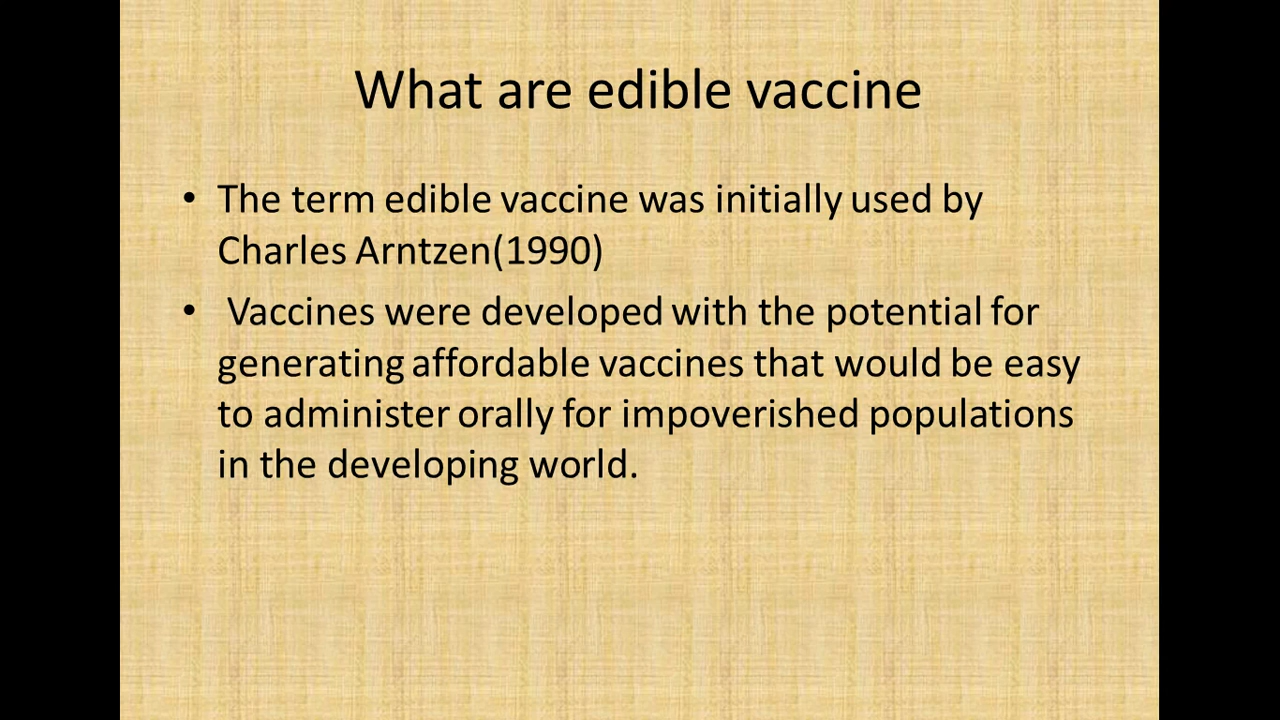 What are edible vaccine
• The term edible vaccine was initially used by
Charles Arntzen(1990)
• Vaccines were developed with the potential for
generating affordable vaccines that would be easy
to administer orally for impoverished populations
in the developing world.